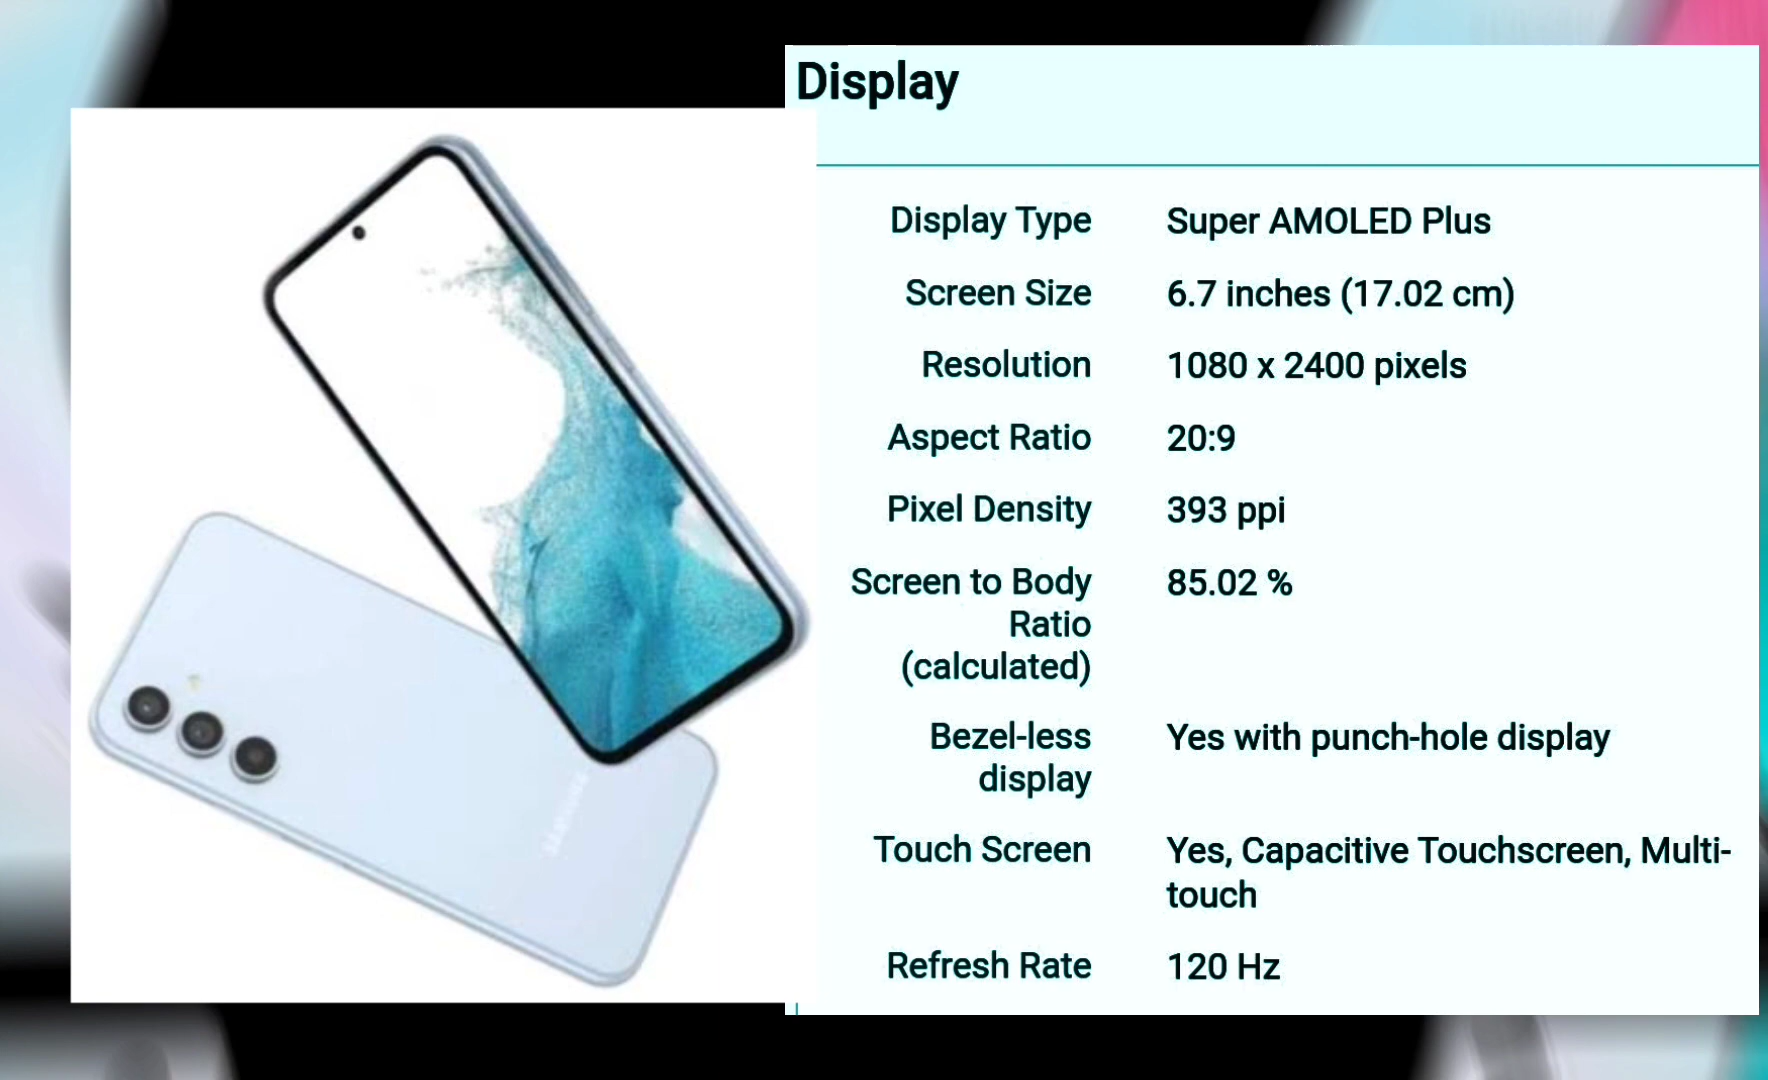 Display
Display Type
Super AMOLED Plus
Screen Size
6.7 inches (17.02 cm)
Resolution
1080 x 2400 pixels
Aspect Ratio
20:9
Pixel Density
393 ppi
Screen to Body
Ratio
(calculated)
85.02 %
Bezel-less
display
Yes with punch-hole display
Touch Screen
Yes, Capacitive Touchscreen, Multi-
touch
Refresh Rate
120 Hz